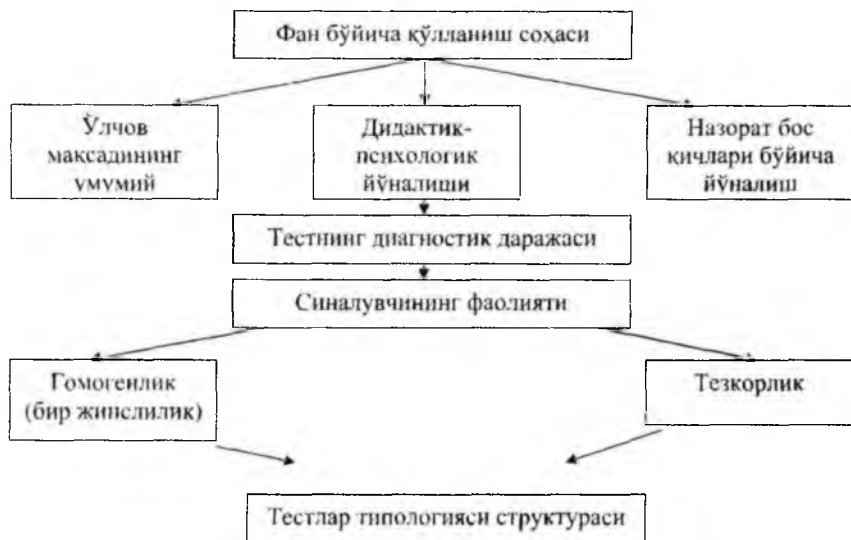 Фан бўйича қўлланиш соҳаси
Ўлчов
мақсадининг
умумий
Дидактик-
психологик
йўналиши
Назорат бос
қичлари бўйича
йўналиш
Тестнинг диагностик даражаси
Синалувчининг фаолияти
Гомогенлик
(бир жинслилик)
Тезкорлик
Тестлар типологияси структураси